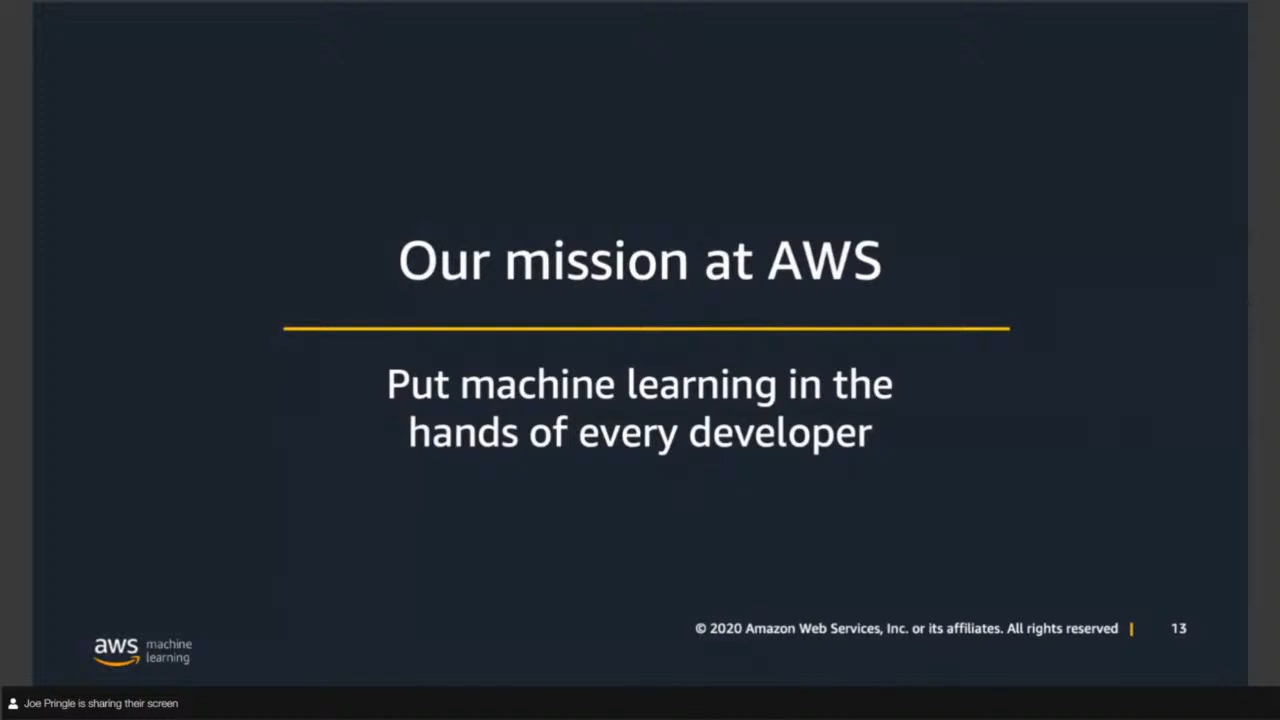 Our mission at AWS
Put machine learning in the
hands of every developer
© 2020 Amazon Web Services, Inc. or its affiliates. All rights reserved | 13
aws machine
learning
Joe Pringle is sharing their screen